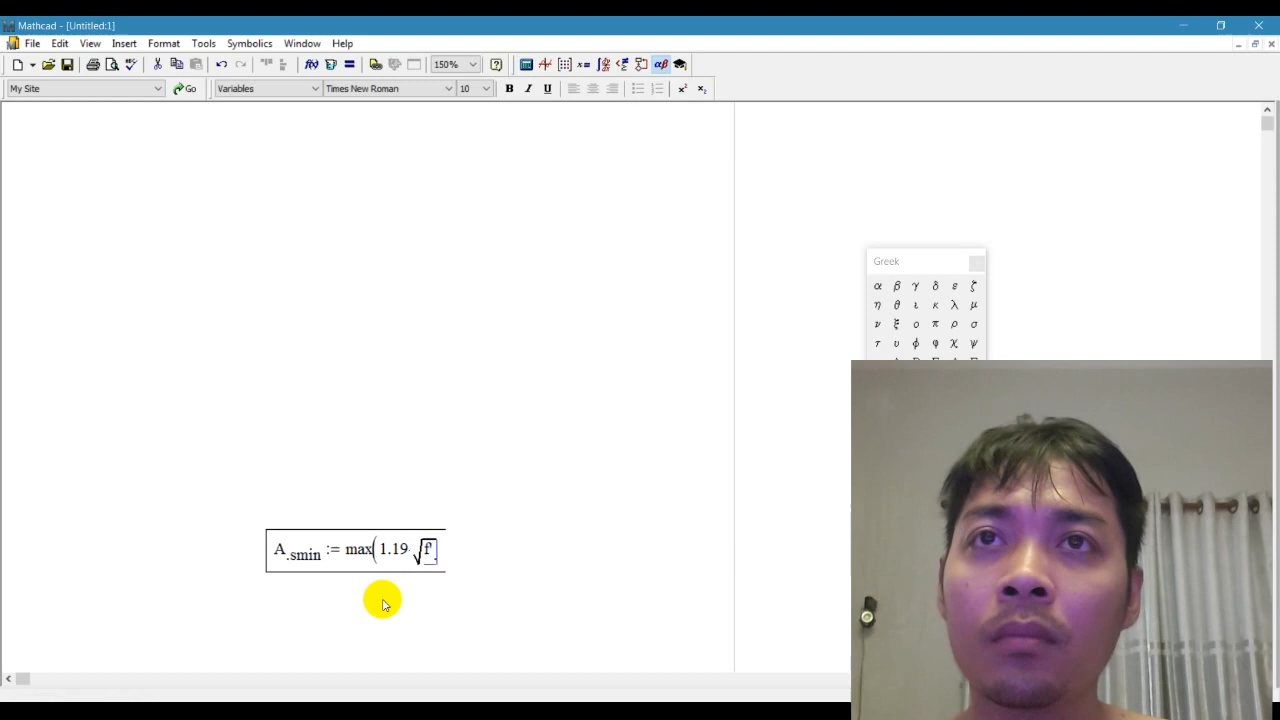 Mathcad - [Untitled:1]
File Edit View Insert Format Tools Symbolics Window Help
150%
My Site Go Variables Times New Roman 10 B I U
Greek
α β γ δ ε ζ
η θ ι κ λ μ
ν ξ ο π ρ σ
τ υ ϕ φ χ ψ
A.smin := max(1.19·√f'.